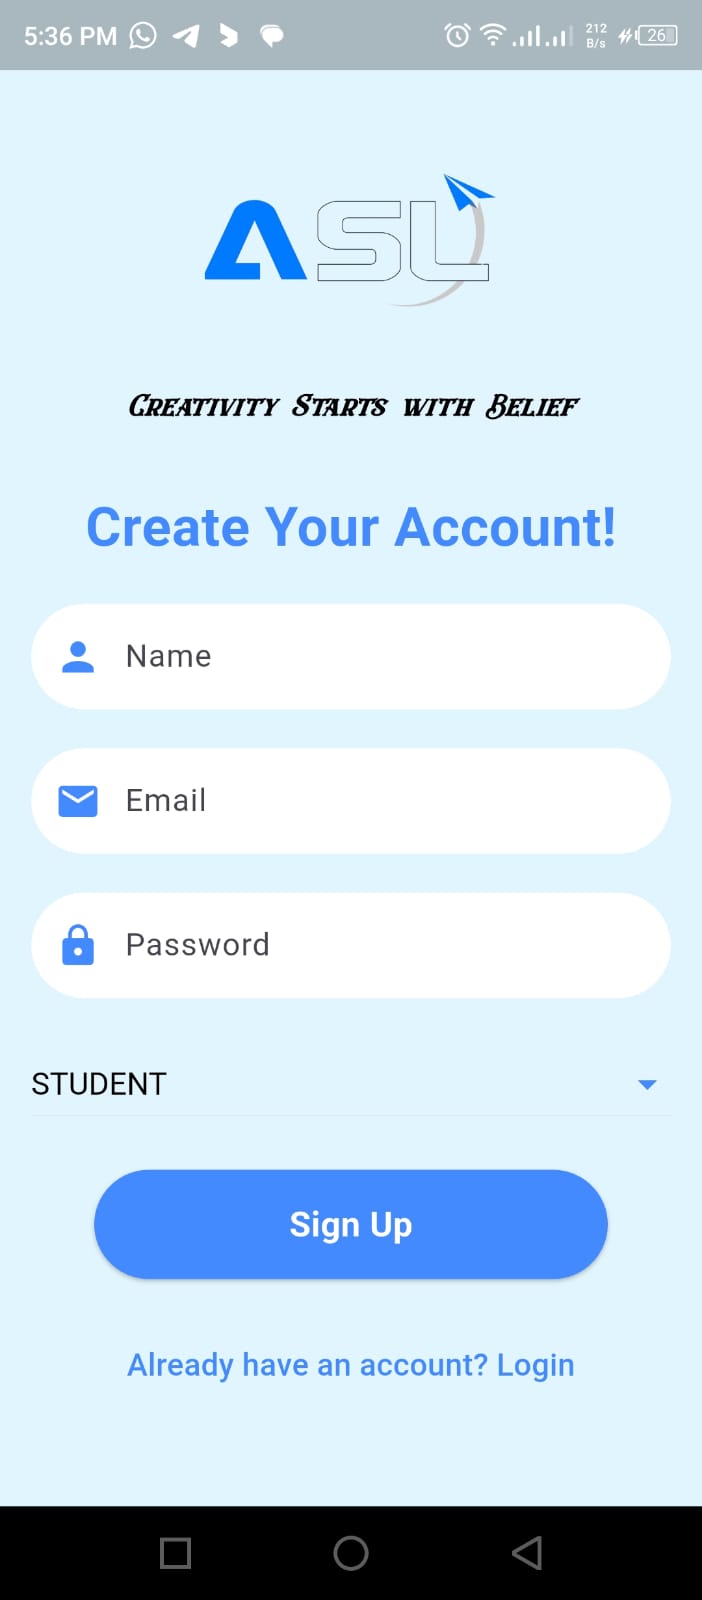 5:36 PM
212
B/s
26
ASL
Creativity Starts with Belief
Create Your Account!
Name
Email
Password
STUDENT
Sign Up
Already have an account? Login